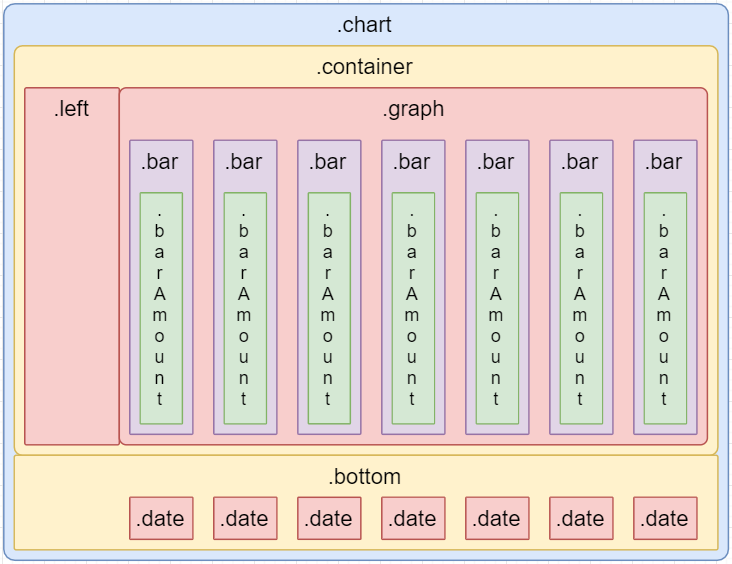 .chart
.container
.left
.graph
.bar
.bar
.bar
.bar
.bar
.bar
.bar
.barAmount
.barAmount
.barAmount
.barAmount
.barAmount
.barAmount
.barAmount
.bottom
.date
.date
.date
.date
.date
.date
.date